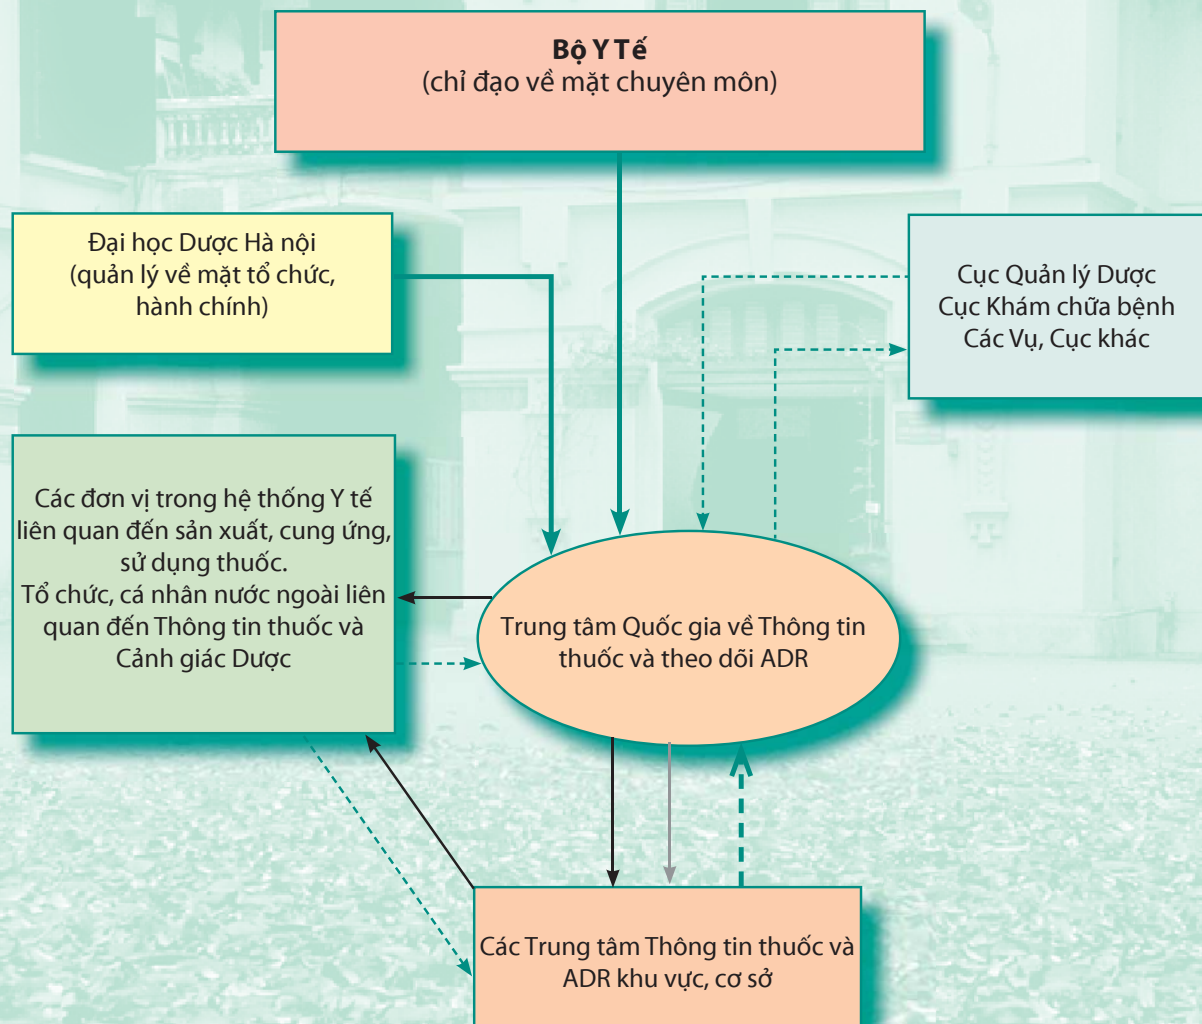 Bộ Y Tế
(chỉ đạo về mặt chuyên môn)
Đại học Dược Hà nội
(quản lý về mặt tổ chức,
hành chính)
Cục Quản lý Dược
Cục Khám chữa bệnh
Các Vụ, Cục khác
Các đơn vị trong hệ thống Y tế
liên quan đến sản xuất, cung ứng,
sử dụng thuốc.
Tổ chức, cá nhân nước ngoài liên
quan đến Thông tin thuốc và
Cảnh giác Dược
Trung tâm Quốc gia về Thông tin
thuốc và theo dõi ADR
Các Trung tâm Thông tin thuốc và
ADR khu vực, cơ sở